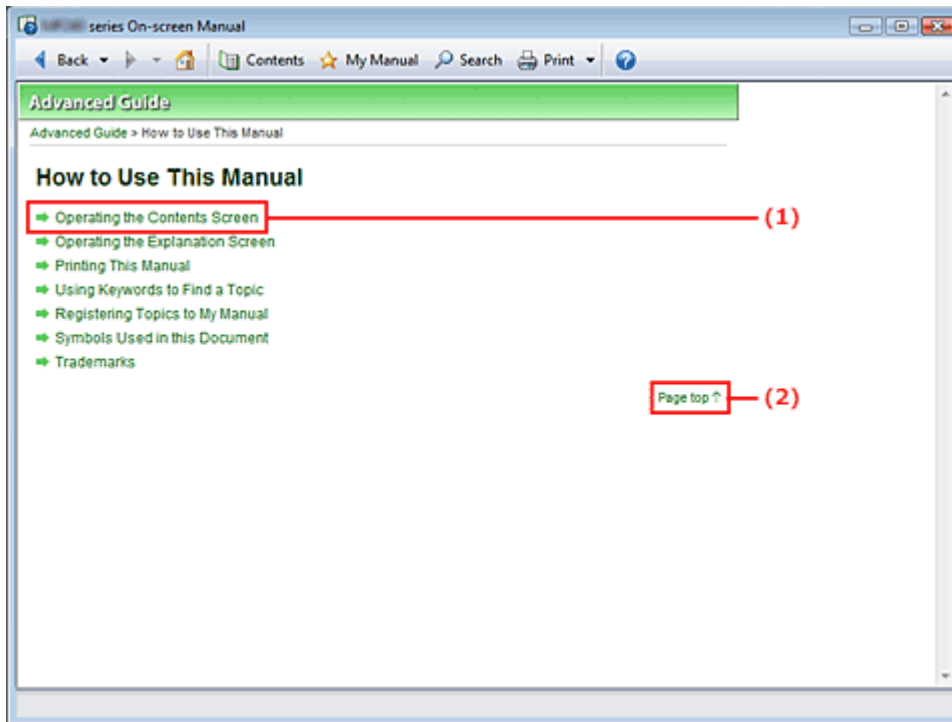 series On-screen Manual
Back Contents My Manual Search Print
Advanced Guide
Advanced Guide > How to Use This Manual
How to Use This Manual
Operating the Contents Screen (1)
Operating the Explanation Screen
Printing This Manual
Using Keywords to Find a Topic
Registering Topics to My Manual
Symbols Used in this Document
Trademarks
Page top ↑ (2)